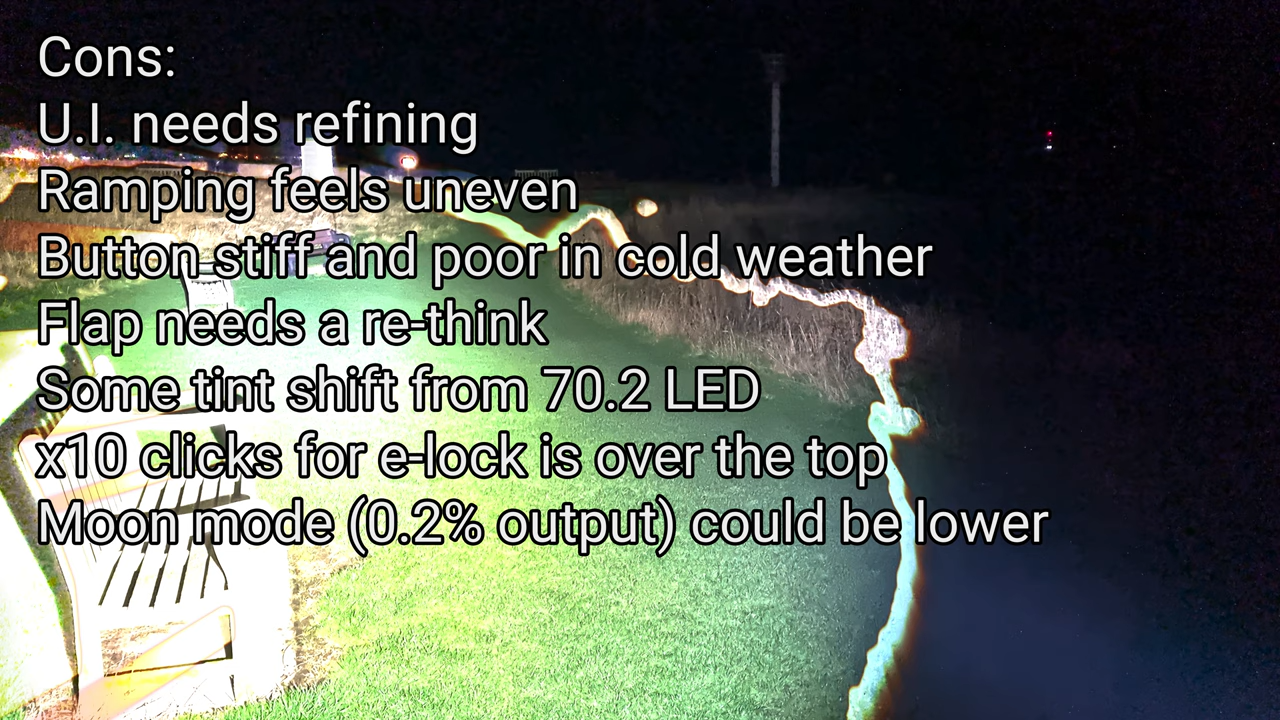 Cons:
U.I. needs refining
Ramping feels uneven
Button stiff and poor in cold weather
Flap needs a re-think
Some tint shift from 70.2 LED
x10 clicks for e-lock is over the top
Moon mode (0.2% output) could be lower